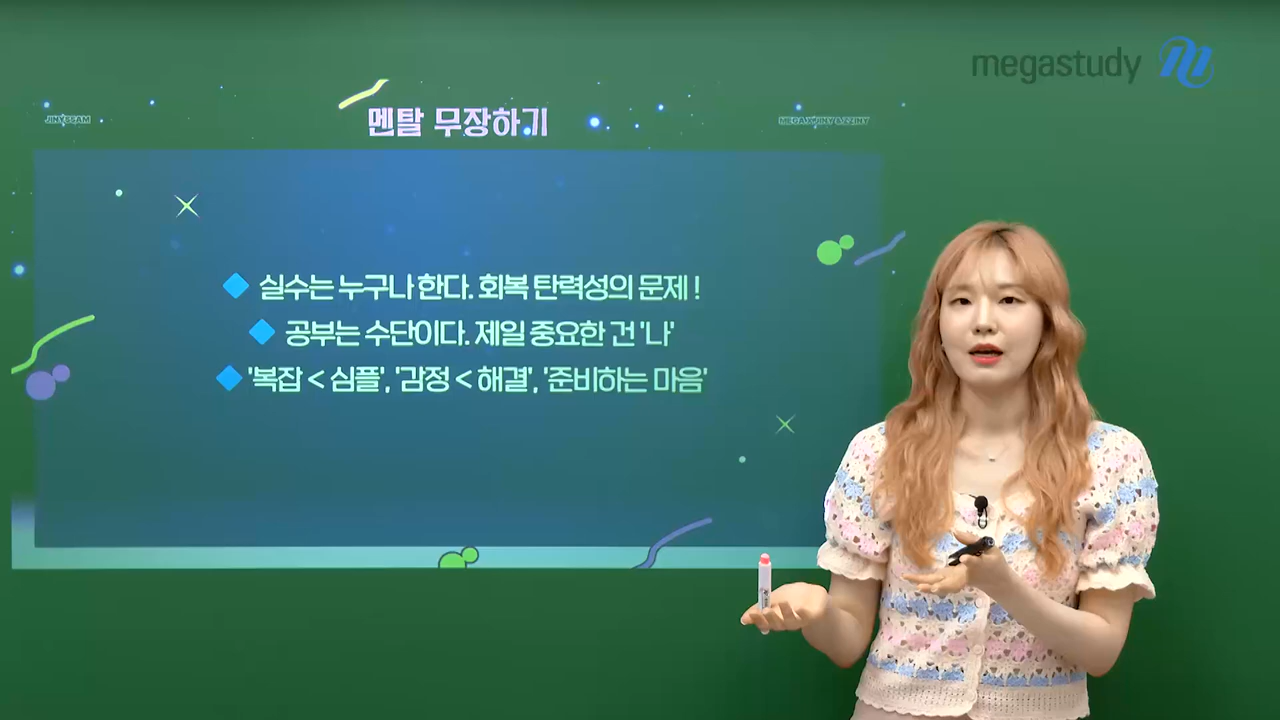 megastudy
JINYSSAM
멘탈 무장하기
실수는 누구나 한다. 회복 탄력성의 문제 !
공부는 수단이다. 제일 중요한 건 '나'
'복잡 < 심플', '감정 < 해결', '준비하는 마음'